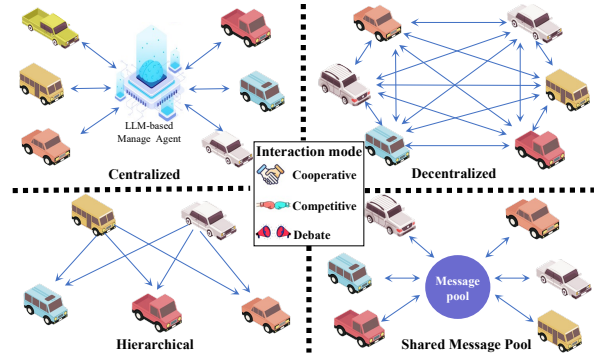 LLM-based
Manage Agent
Centralized
Decentralized
Interaction mode
Cooperative
Competitive
Debate
Hierarchical
Message
pool
Shared Message Pool